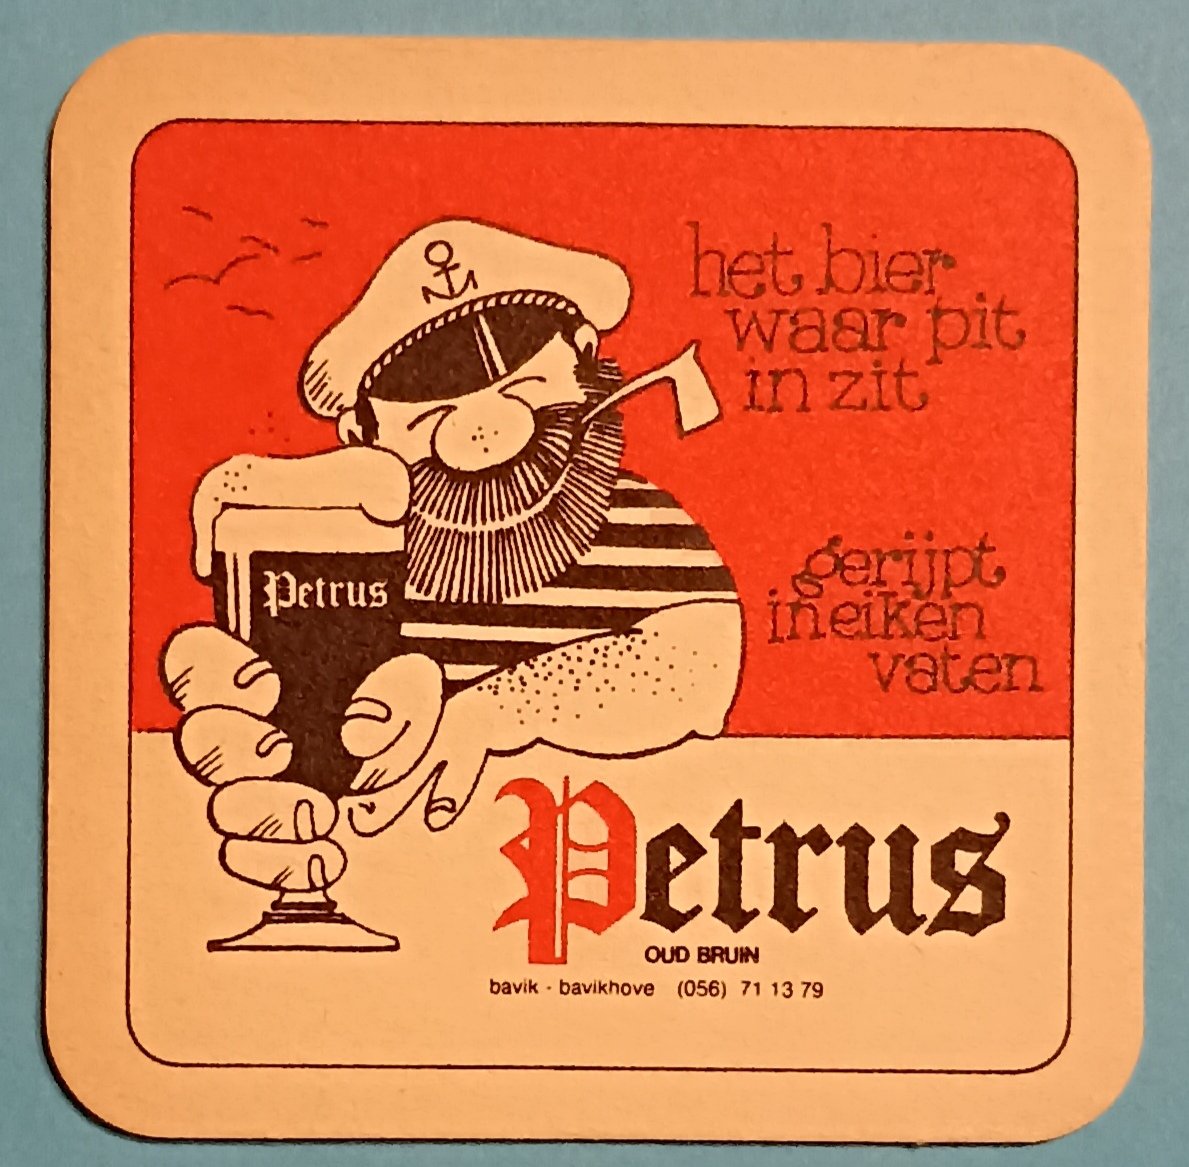 het bier
waar pit
in zit
gerijpt
in eiken
vaten
Petrus
Petrus
OUD BRUIN
bavik - bavikhove (056) 71 13 79